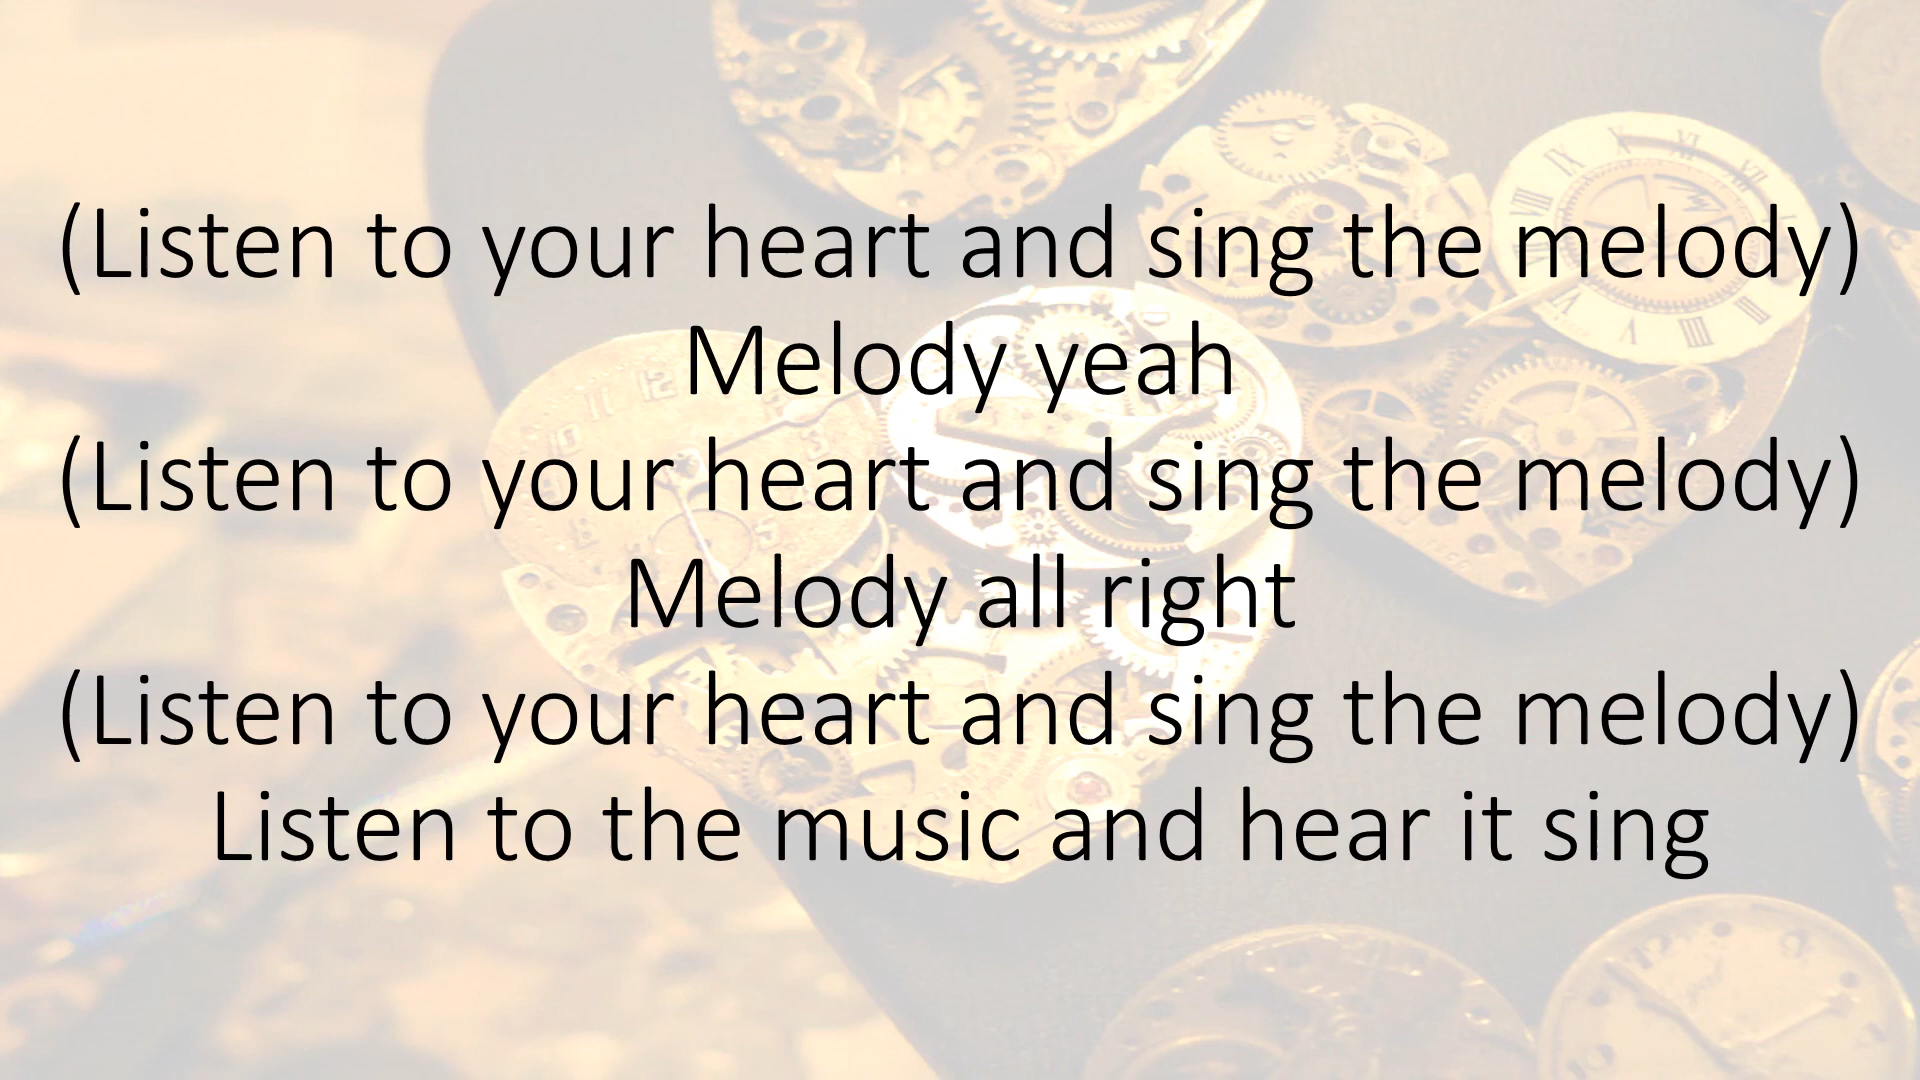 (Listen to your heart and sing the melody)
Melody yeah
(Listen to your heart and sing the melody)
Melody all right
(Listen to your heart and sing the melody)
Listen to the music and hear it sing